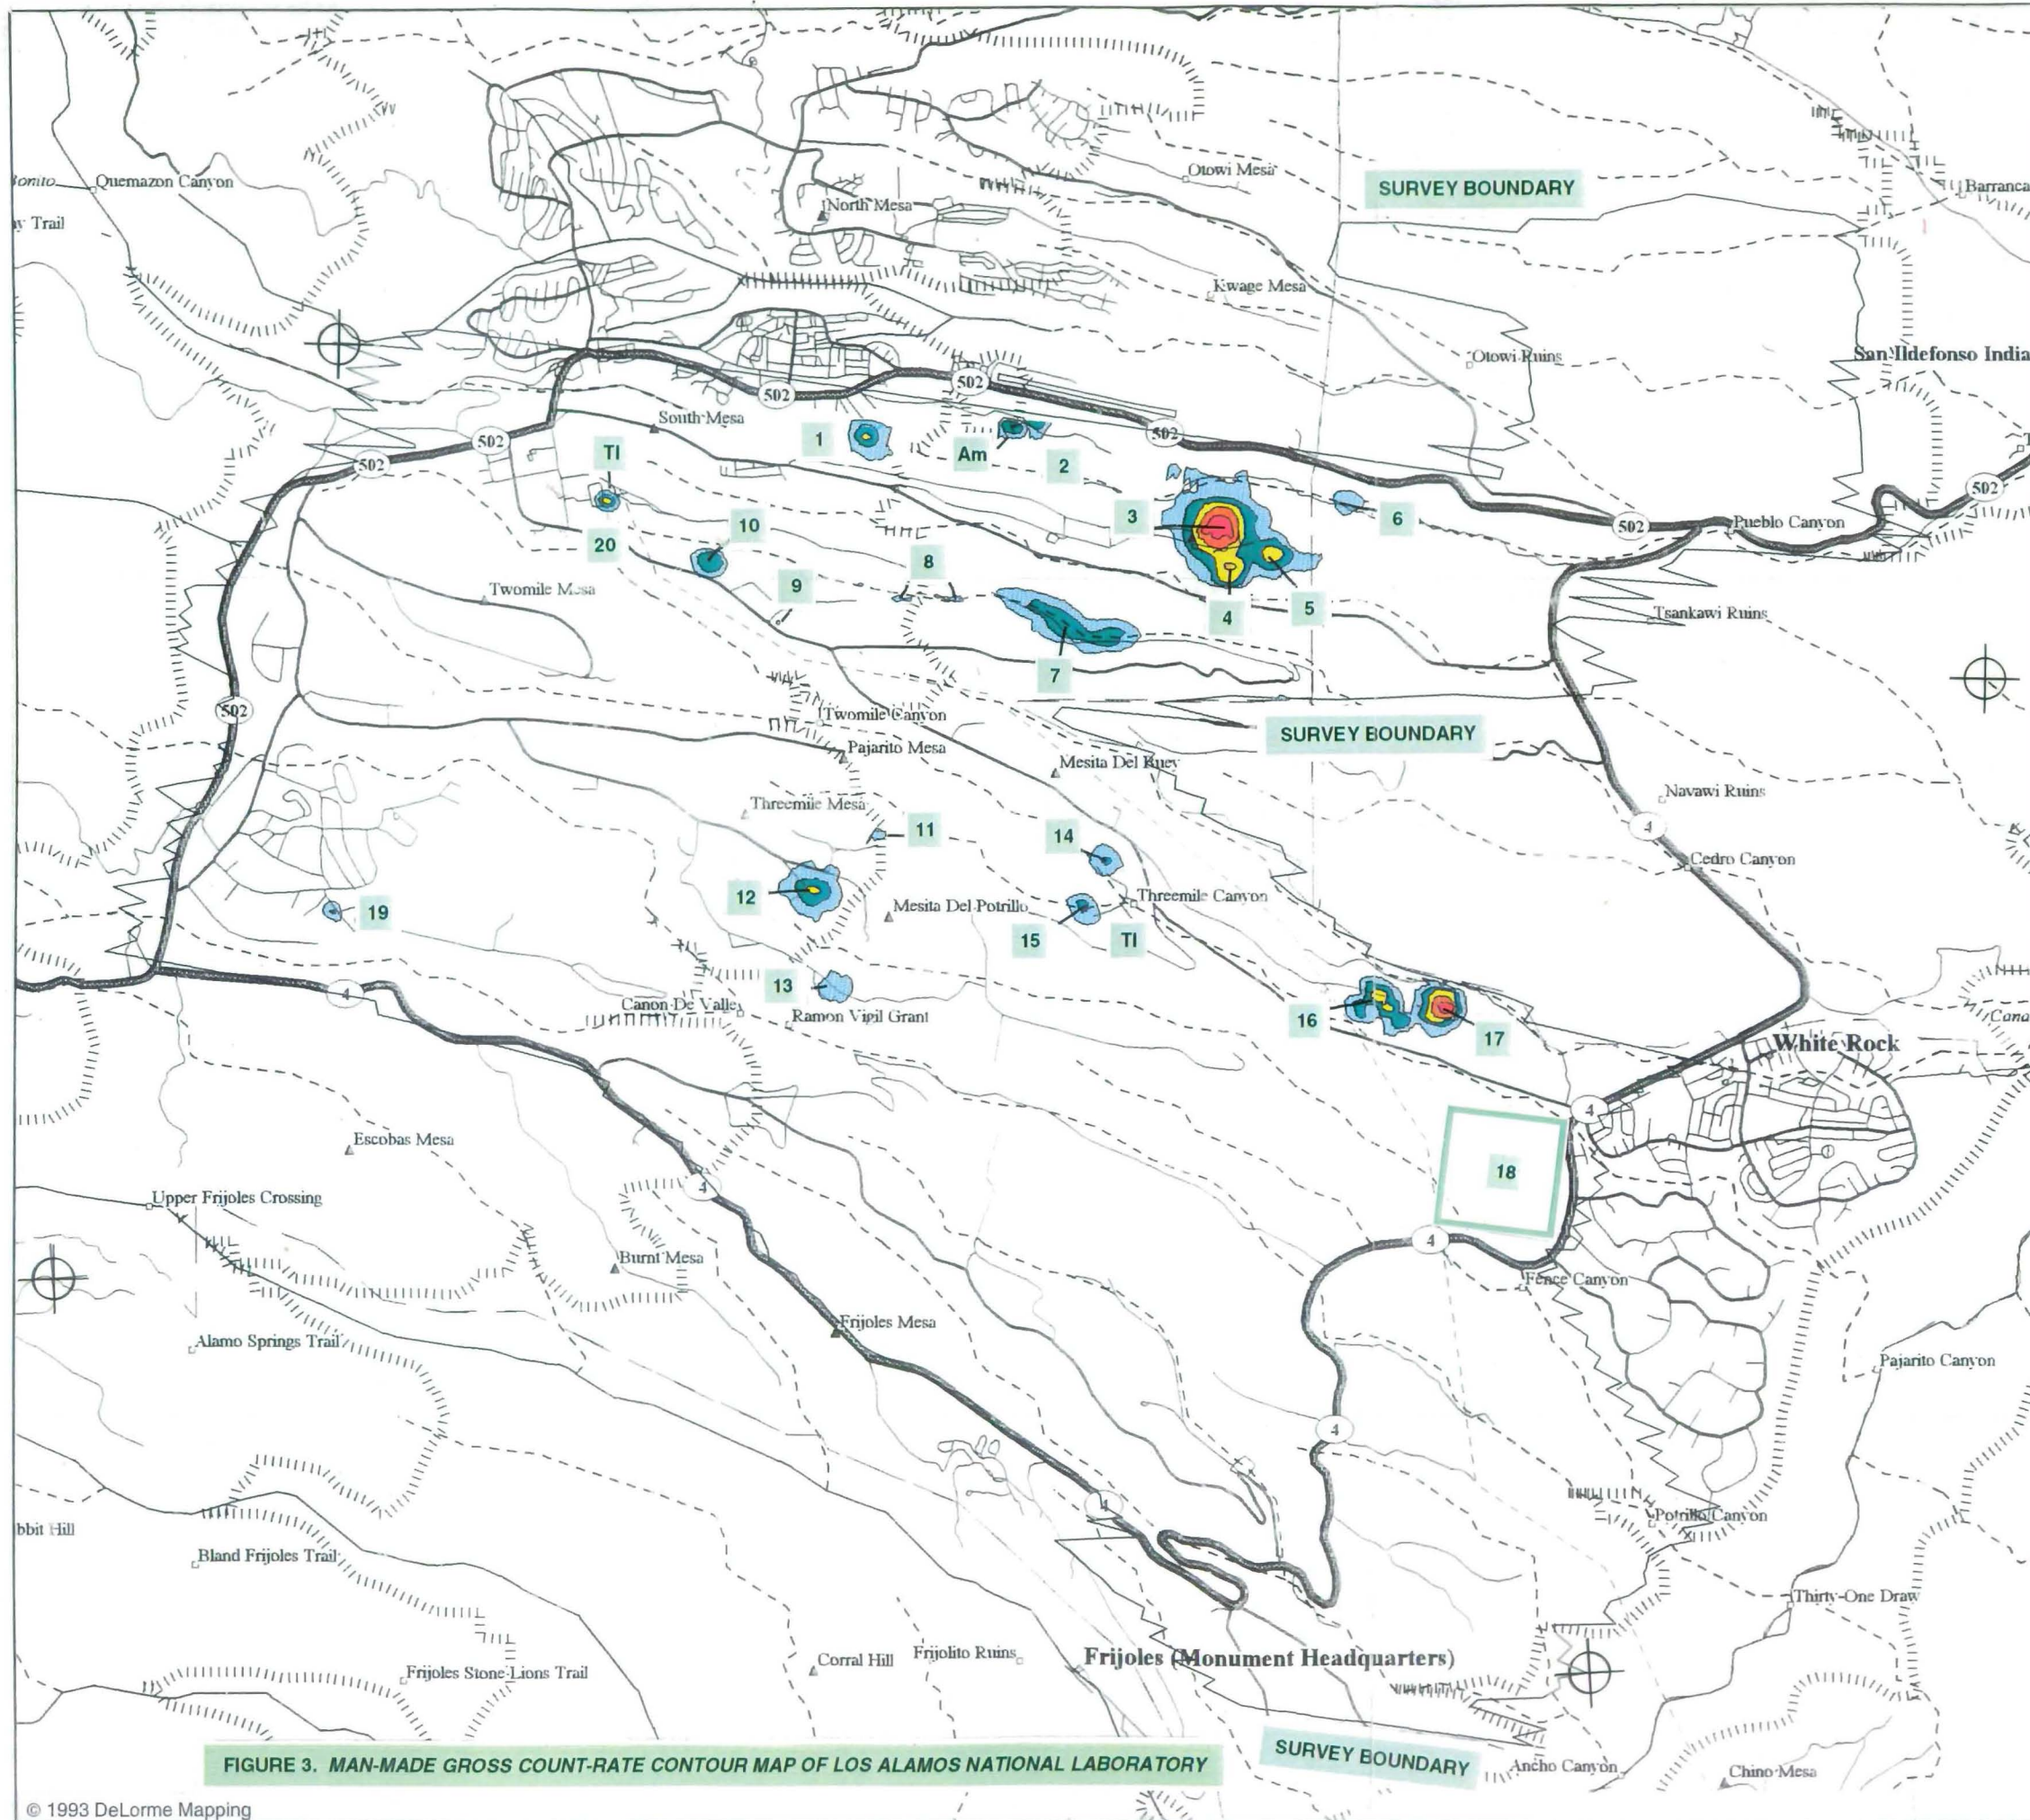 SURVEY BOUNDARY
Otowi Mesa
Quemazon Canyon
Barranca
North Mesa
Trail
Kwage Mesa
Otowi Ruins
San Ildefonso India
502
502
502
South Mesa
502
502
1
TI
Am
2
502
3
6
10
502
Pueblo Canyon
20
8
9
Twomile Mesa
5
4
Tsankawi Ruins
7
502
Twomile Canyon
SURVEY BOUNDARY
Pajarito Mesa
Mesita Del Buey
Navawi Ruins
Threemile Mesa
11
14
4
Cedro Canyon
12
Threemile Canyon
Mesita Del Potrillo
19
15
TI
13
4
Canon De Valle
Ramon Vigil Grant
16
17
Cana
White Rock
4
Escobas Mesa
18
4
Upper Frijoles Crossing
4
Burnt Mesa
Fence Canyon
Frijoles Mesa
Alamo Springs Trail
Pajarito Canyon
4
4
Potrillo Canyon
bbit Hill
Bland Frijoles Trail
Thirty-One Draw
Frijolito Ruins
Frijoles (Monument Headquarters)
Corral Hill
Frijoles Stone Lions Trail
SURVEY BOUNDARY
FIGURE 3. MAN-MADE GROSS COUNT-RATE CONTOUR MAP OF LOS ALAMOS NATIONAL LABORATORY
Ancho Canyon
Chino Mesa
© 1993 DeLorme Mapping